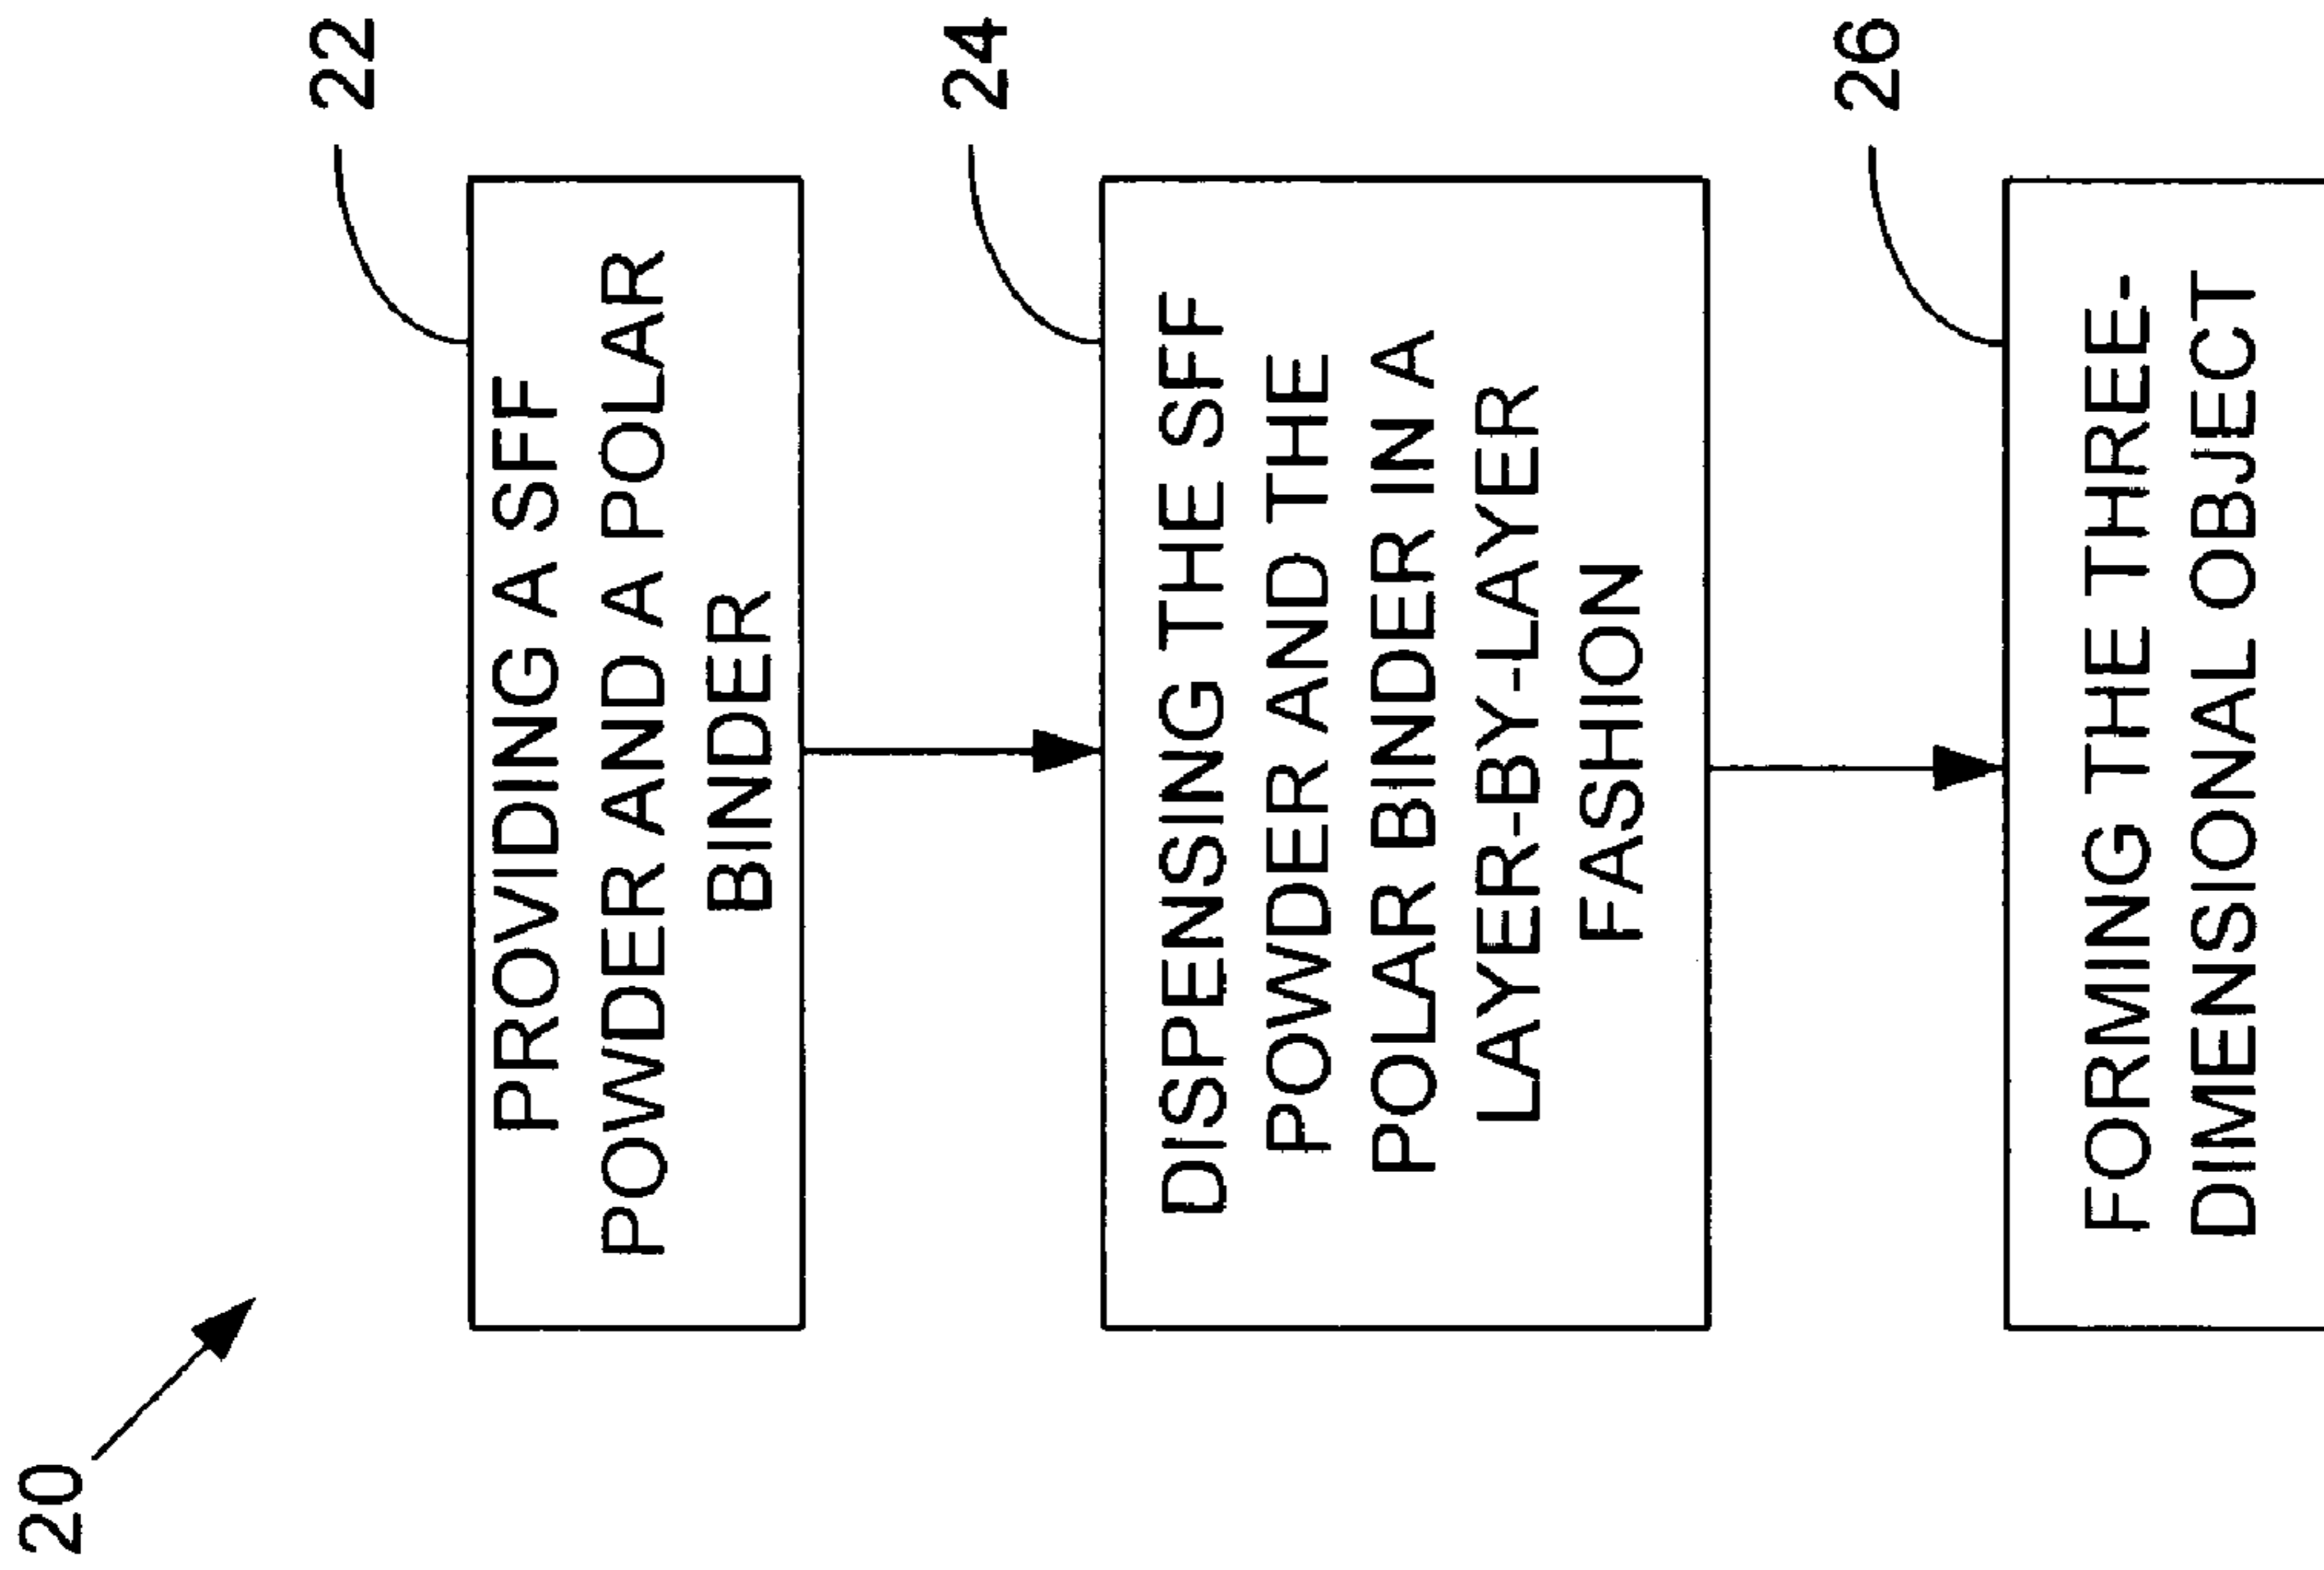 20
22
PROVIDING A SFF
POWDER AND A POLAR
BINDER
24
DISPENSING THE SFF
POWDER AND THE
POLAR BINDER IN A
LAYER-BY-LAYER
FASHION
26
FORMING THE THREE-
DIMENSIONAL OBJECT